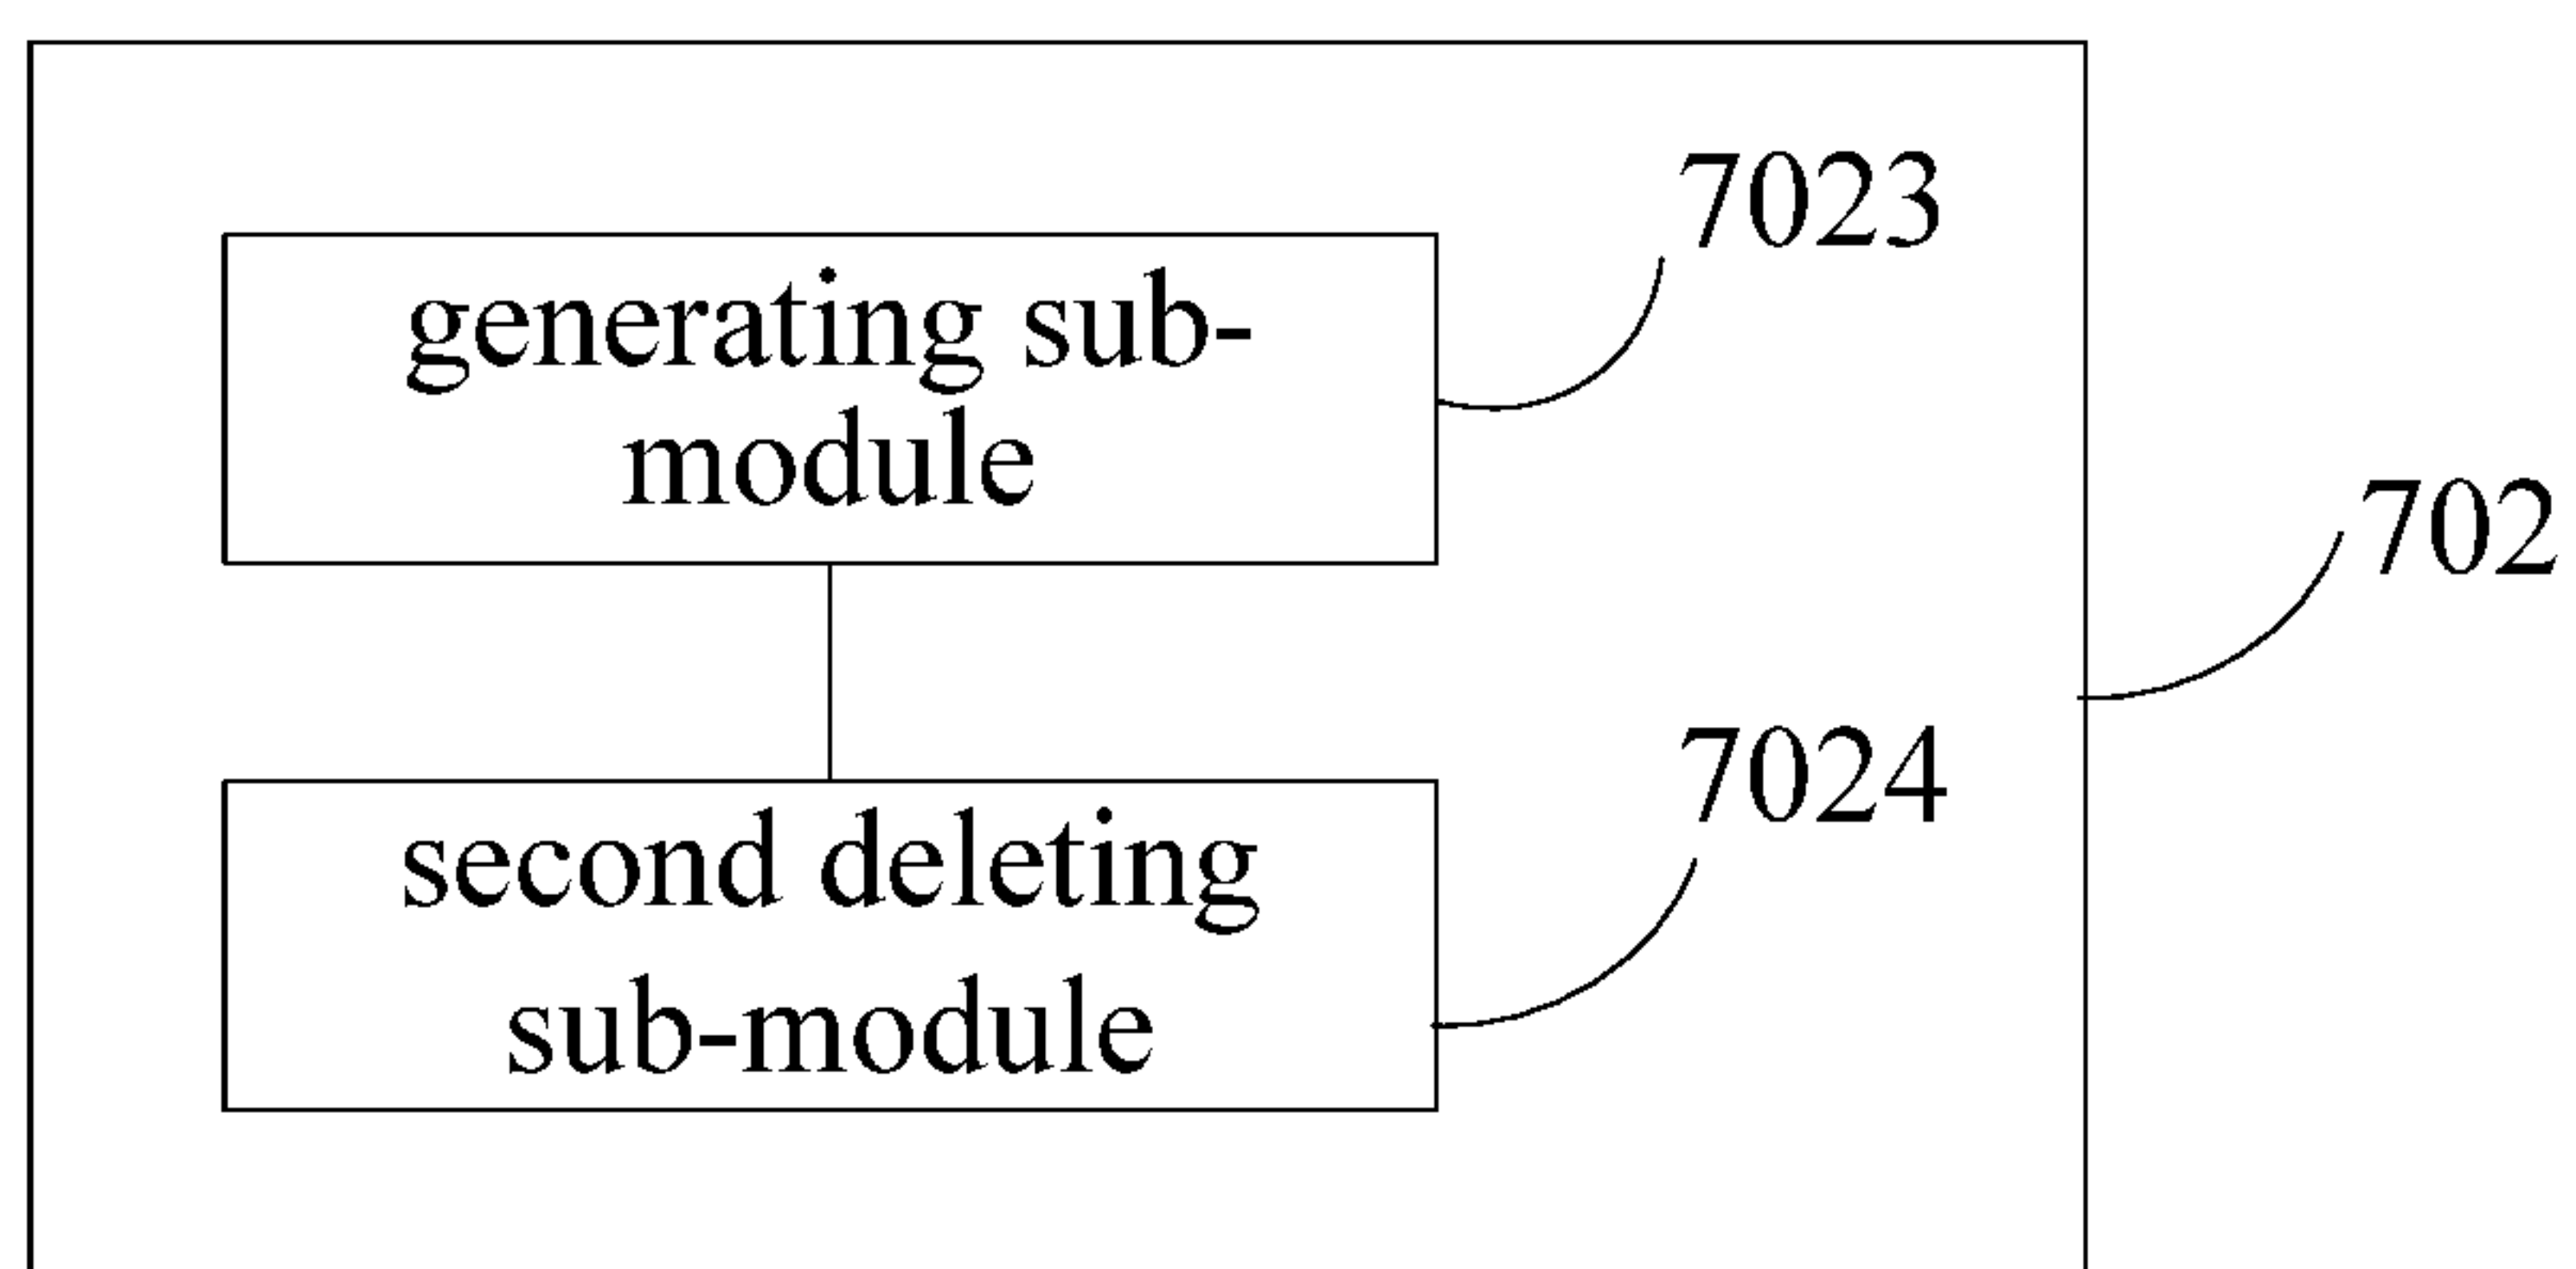 7023
generating sub-
module
702
7024
second deleting
sub-module